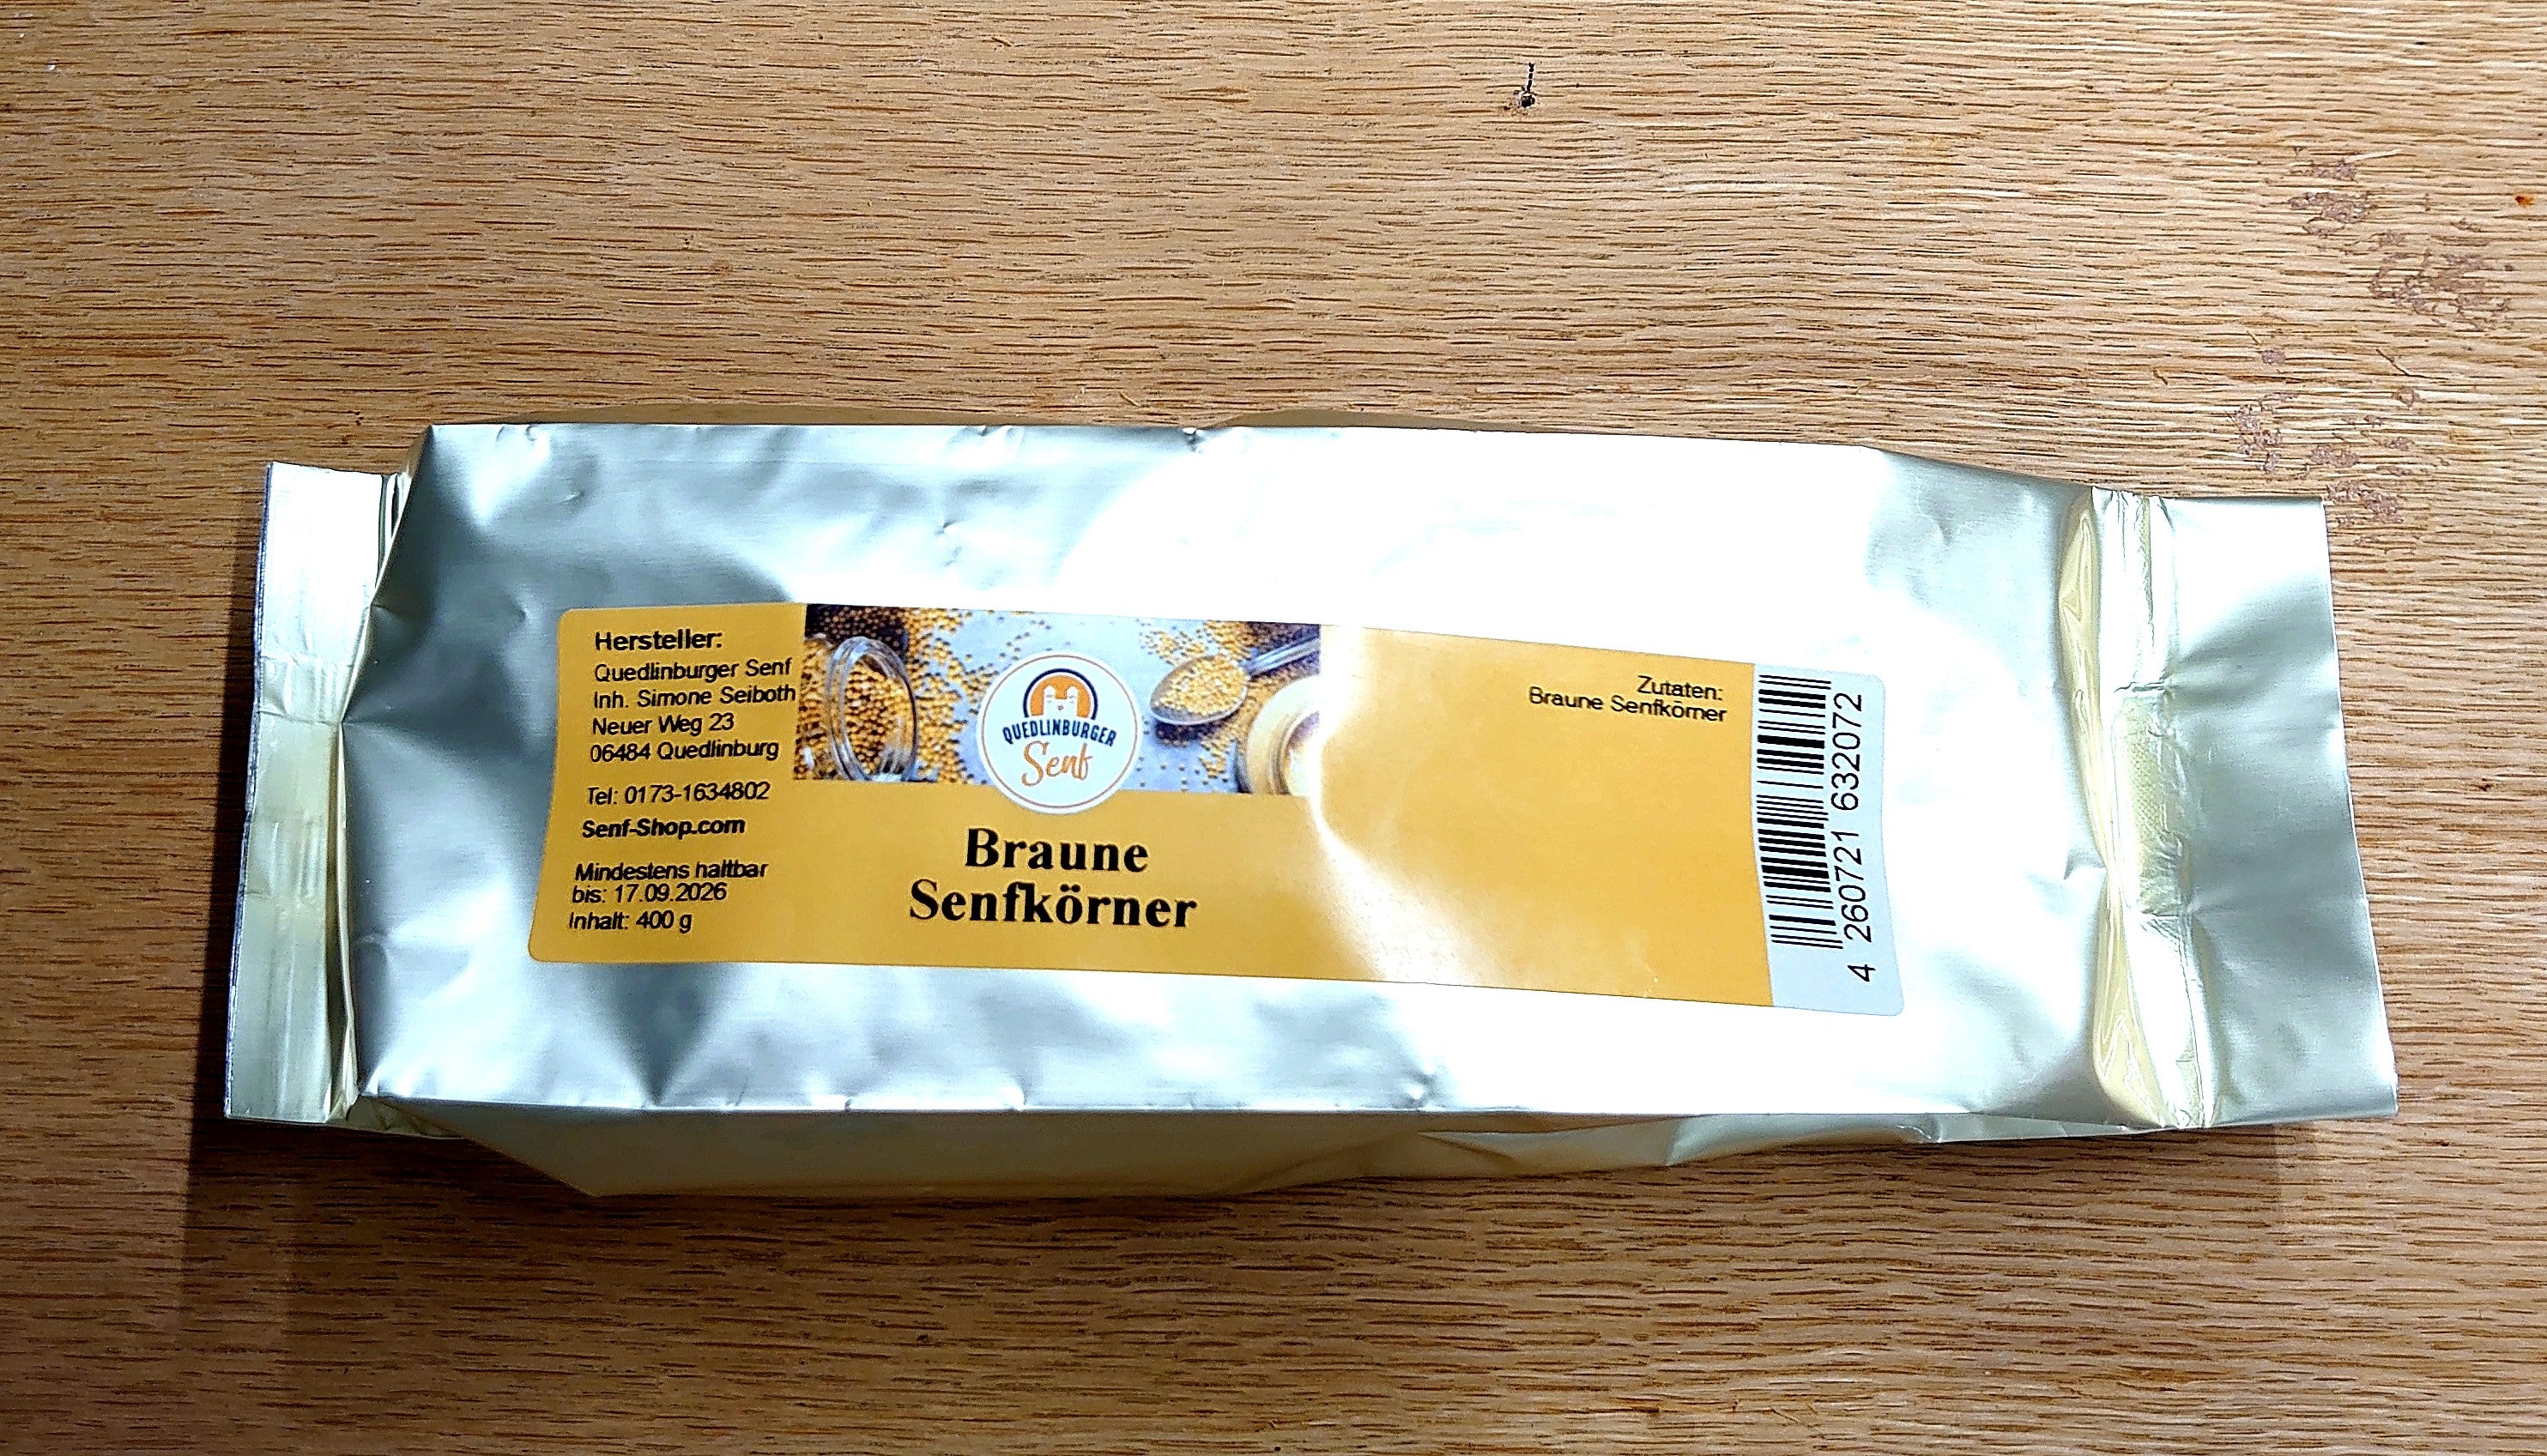 Hersteller:
Quedlinburger Senf
Inh. Simone Seiboth
Neuer Weg 23
06484 Quedlinburg
Tel: 0173-1634802
Senf-Shop.com
Mindestens haltbar
bis: 17.09.2026
Inhalt: 400 g
QUEDLINBURGER
Senf
Braune
Senfkörner
Zutaten:
Braune Senfkörner
4 260721 632072